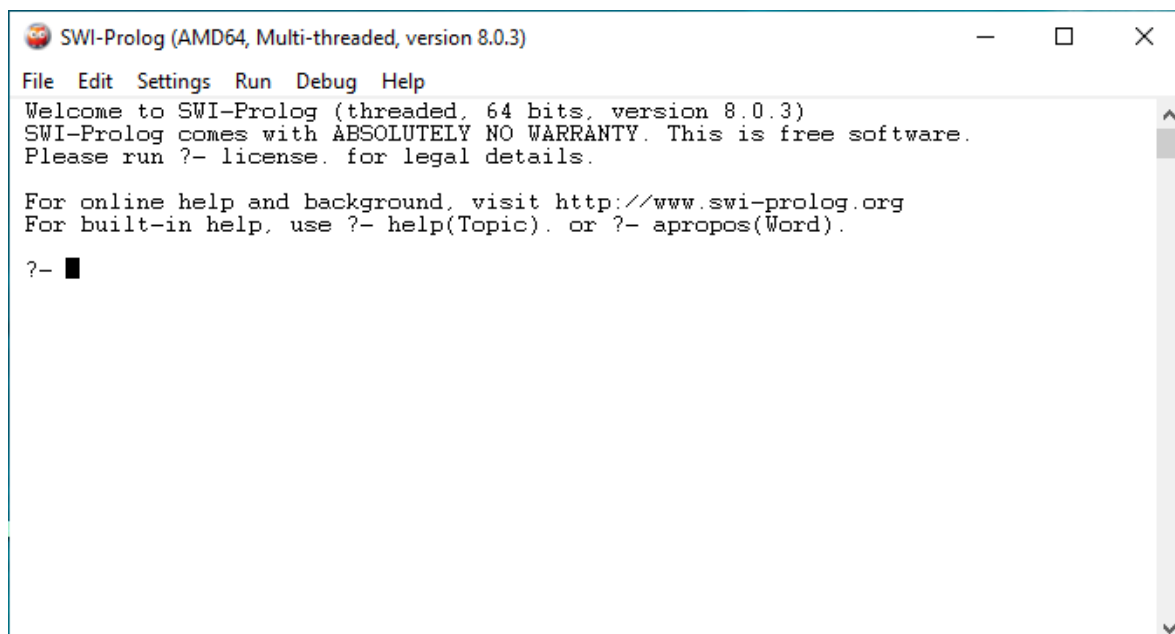 SWI-Prolog (AMD64, Multi-threaded, version 8.0.3)
File Edit Settings Run Debug Help
Welcome to SWI-Prolog (threaded, 64 bits, version 8.0.3)
SWI-Prolog comes with ABSOLUTELY NO WARRANTY. This is free software.
Please run ?- license. for legal details.
For online help and background, visit http://www.swi-prolog.org
For built-in help, use ?- help(Topic). or ?- apropos(Word).
?-